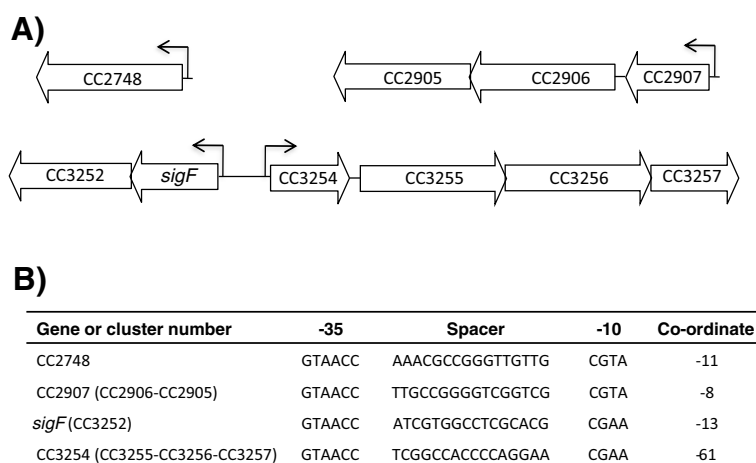 A)
CC2748 CC2905 CC2906 CC2907
CC3252 sigF CC3254 CC3255 CC3256 CC3257
B)
Gene or cluster number -35 Spacer -10 Co-ordinate
CC2748 GTAACC AAACGCCGGGTTGTTG CGTA -11
CC2907 (CC2906-CC2905) GTAACC TTGCCGGGGTCGGTCG CGTA -8
sigF (CC3252) GTAACC ATCGTGGCCTCGCACG CGAA -13
CC3254 (CC3255-CC3256-CC3257) GTAACC TCGGCCACCCCAGGAA CGAA -61